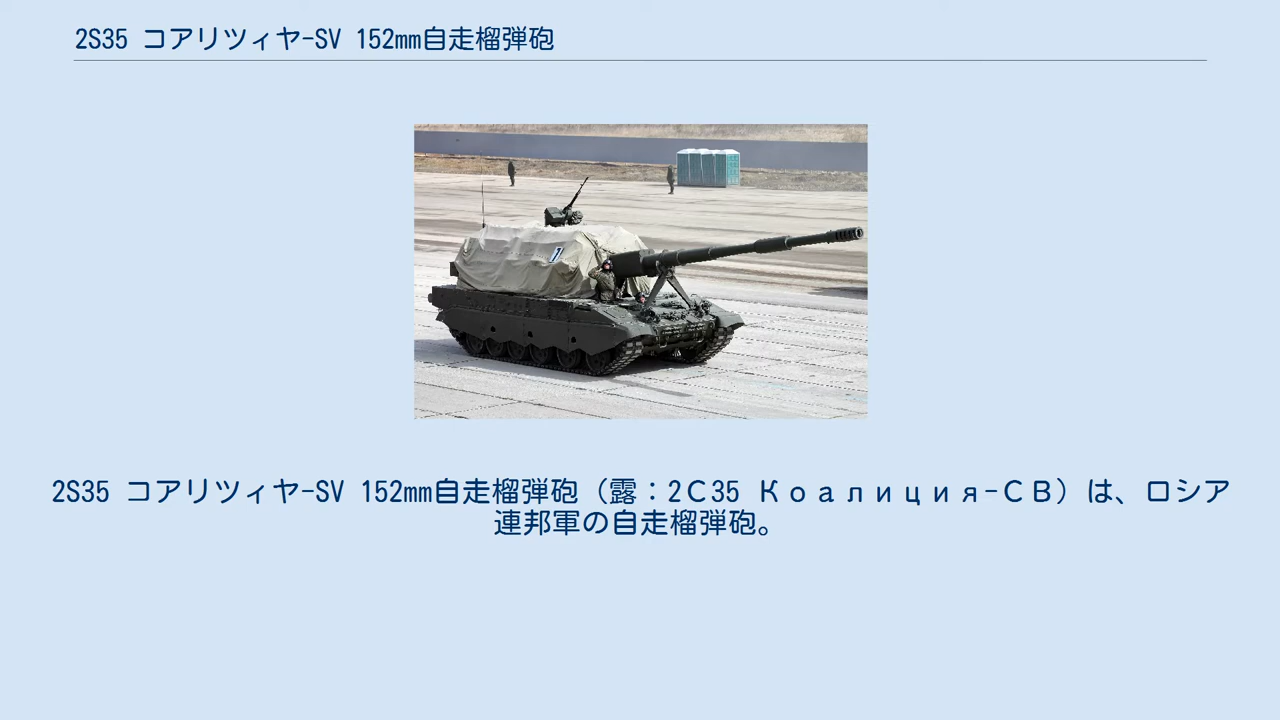 2S35 コアリツィヤ-SV 152mm自走榴弾砲
2S35 コアリツィヤ-SV 152mm自走榴弾砲（露：2С35 Коалиция-СВ）は、ロシア
連邦軍の自走榴弾砲。